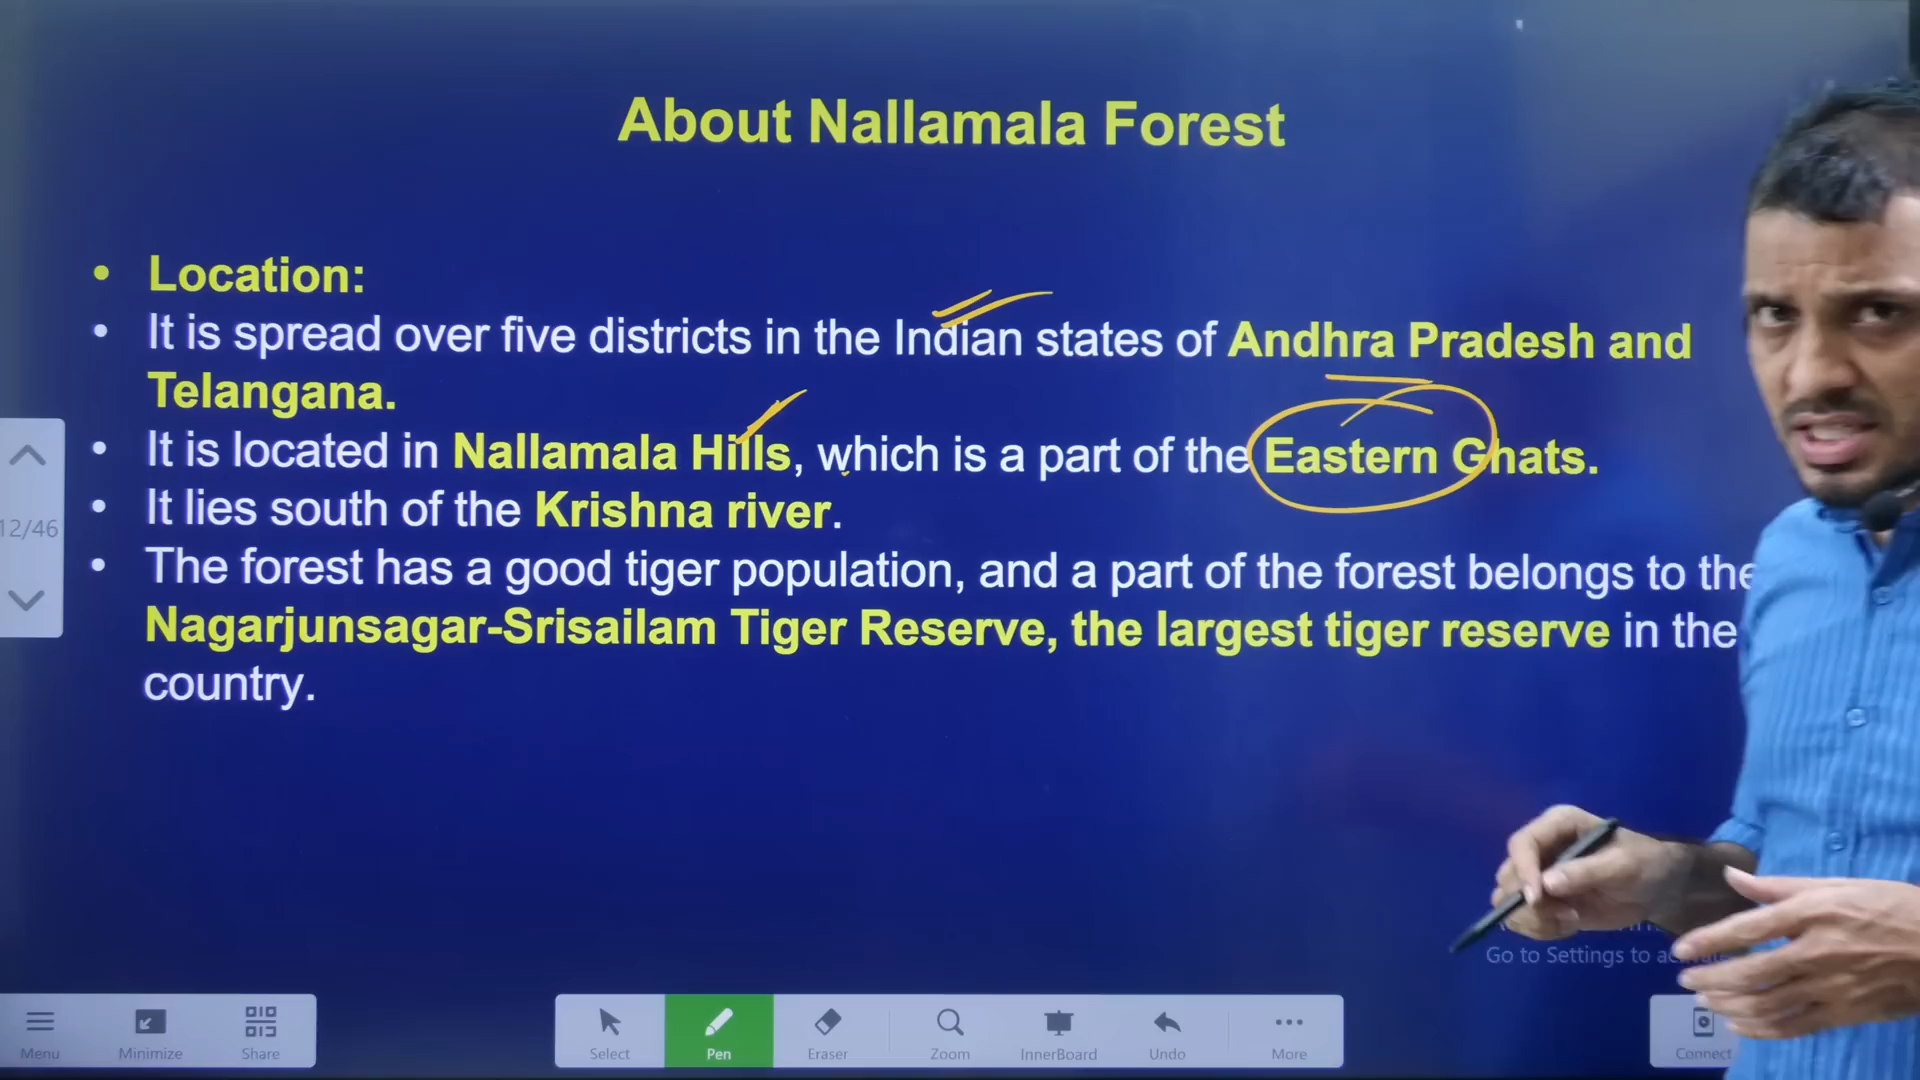 About Nallamala Forest
• Location:
• It is spread over five districts in the Indian states of Andhra Pradesh and
Telangana.
• It is located in Nallamala Hills, which is a part of the Eastern Ghats.
• It lies south of the Krishna river.
• The forest has a good tiger population, and a part of the forest belongs to the
Nagarjunsagar-Srisailam Tiger Reserve, the largest tiger reserve in the
country.
12/46
Go to Settings to
Menu Minimize Share Select Pen Eraser Zoom InnerBoard Undo More Connect